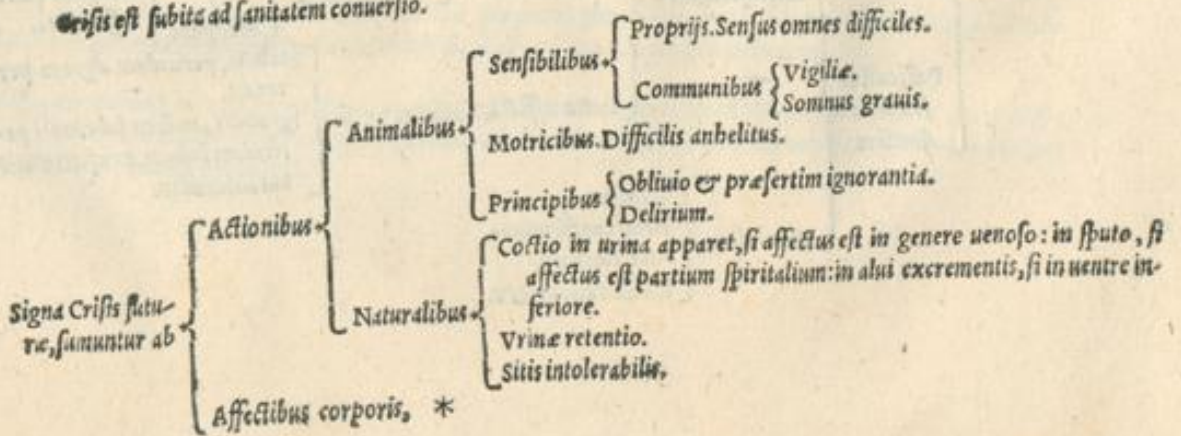 Crisis est subita ad sanitatem conuersio.
Proprijs. Sensus omnes difficiles.
Sensibilibus
Communibus
Vigiliæ.
Somnus grauis.
Animalibus
Motricibus. Difficilis anhelitus.
Principibus
Obliuio & præsertim ignorantia.
Delirium.
Actionibus
Coctio in urina apparet, si affectus est in genere uenoso: in sputo, si
affectus est partium spiritalium: in alui excrementis, si in uentre in-
feriore.
Naturalibus
Vrinæ retentio.
Sitis intolerabilis.
Signa Crisis futu-
ræ, sumuntur ab
Affectibus corporis, *